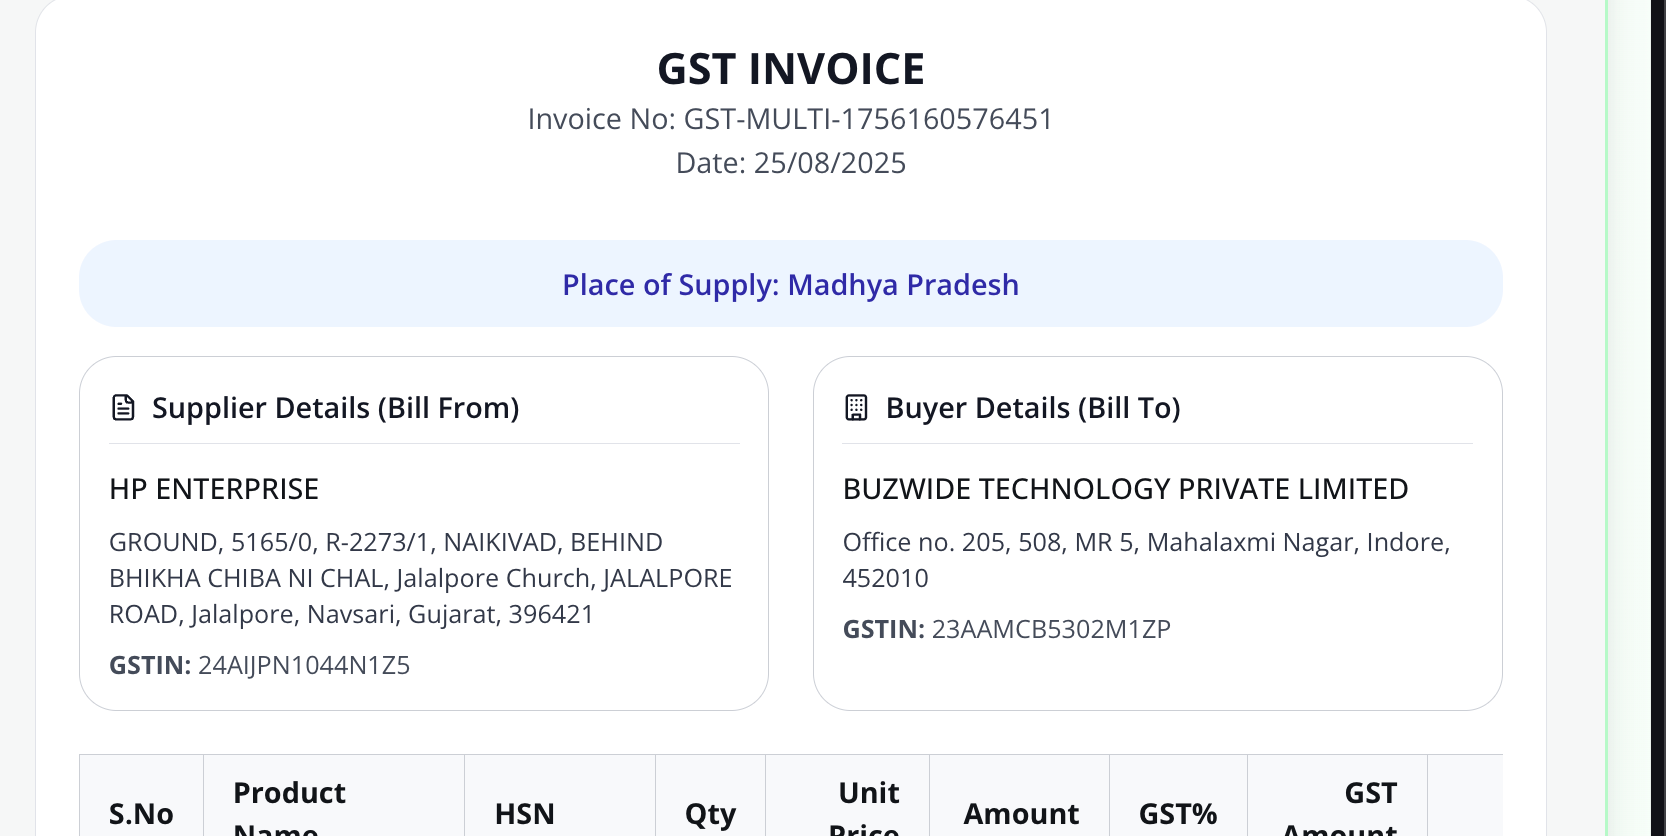 GST INVOICE
Invoice No: GST-MULTI-1756160576451
Date: 25/08/2025
Place of Supply: Madhya Pradesh
Supplier Details (Bill From)
HP ENTERPRISE
GROUND, 5165/0, R-2273/1, NAIKIVAD, BEHIND
BHIKHA CHIBA NI CHAL, Jalalpore Church, JALALPORE
ROAD, Jalalpore, Navsari, Gujarat, 396421
GSTIN: 24AIJPN1044N1Z5
Buyer Details (Bill To)
BUZWIDE TECHNOLOGY PRIVATE LIMITED
Office no. 205, 508, MR 5, Mahalaxmi Nagar, Indore,
452010
GSTIN: 23AAMCB5302M1ZP
S.No
Product
Name
HSN
Qty
Unit
Price
Amount
GST%
GST
Amount